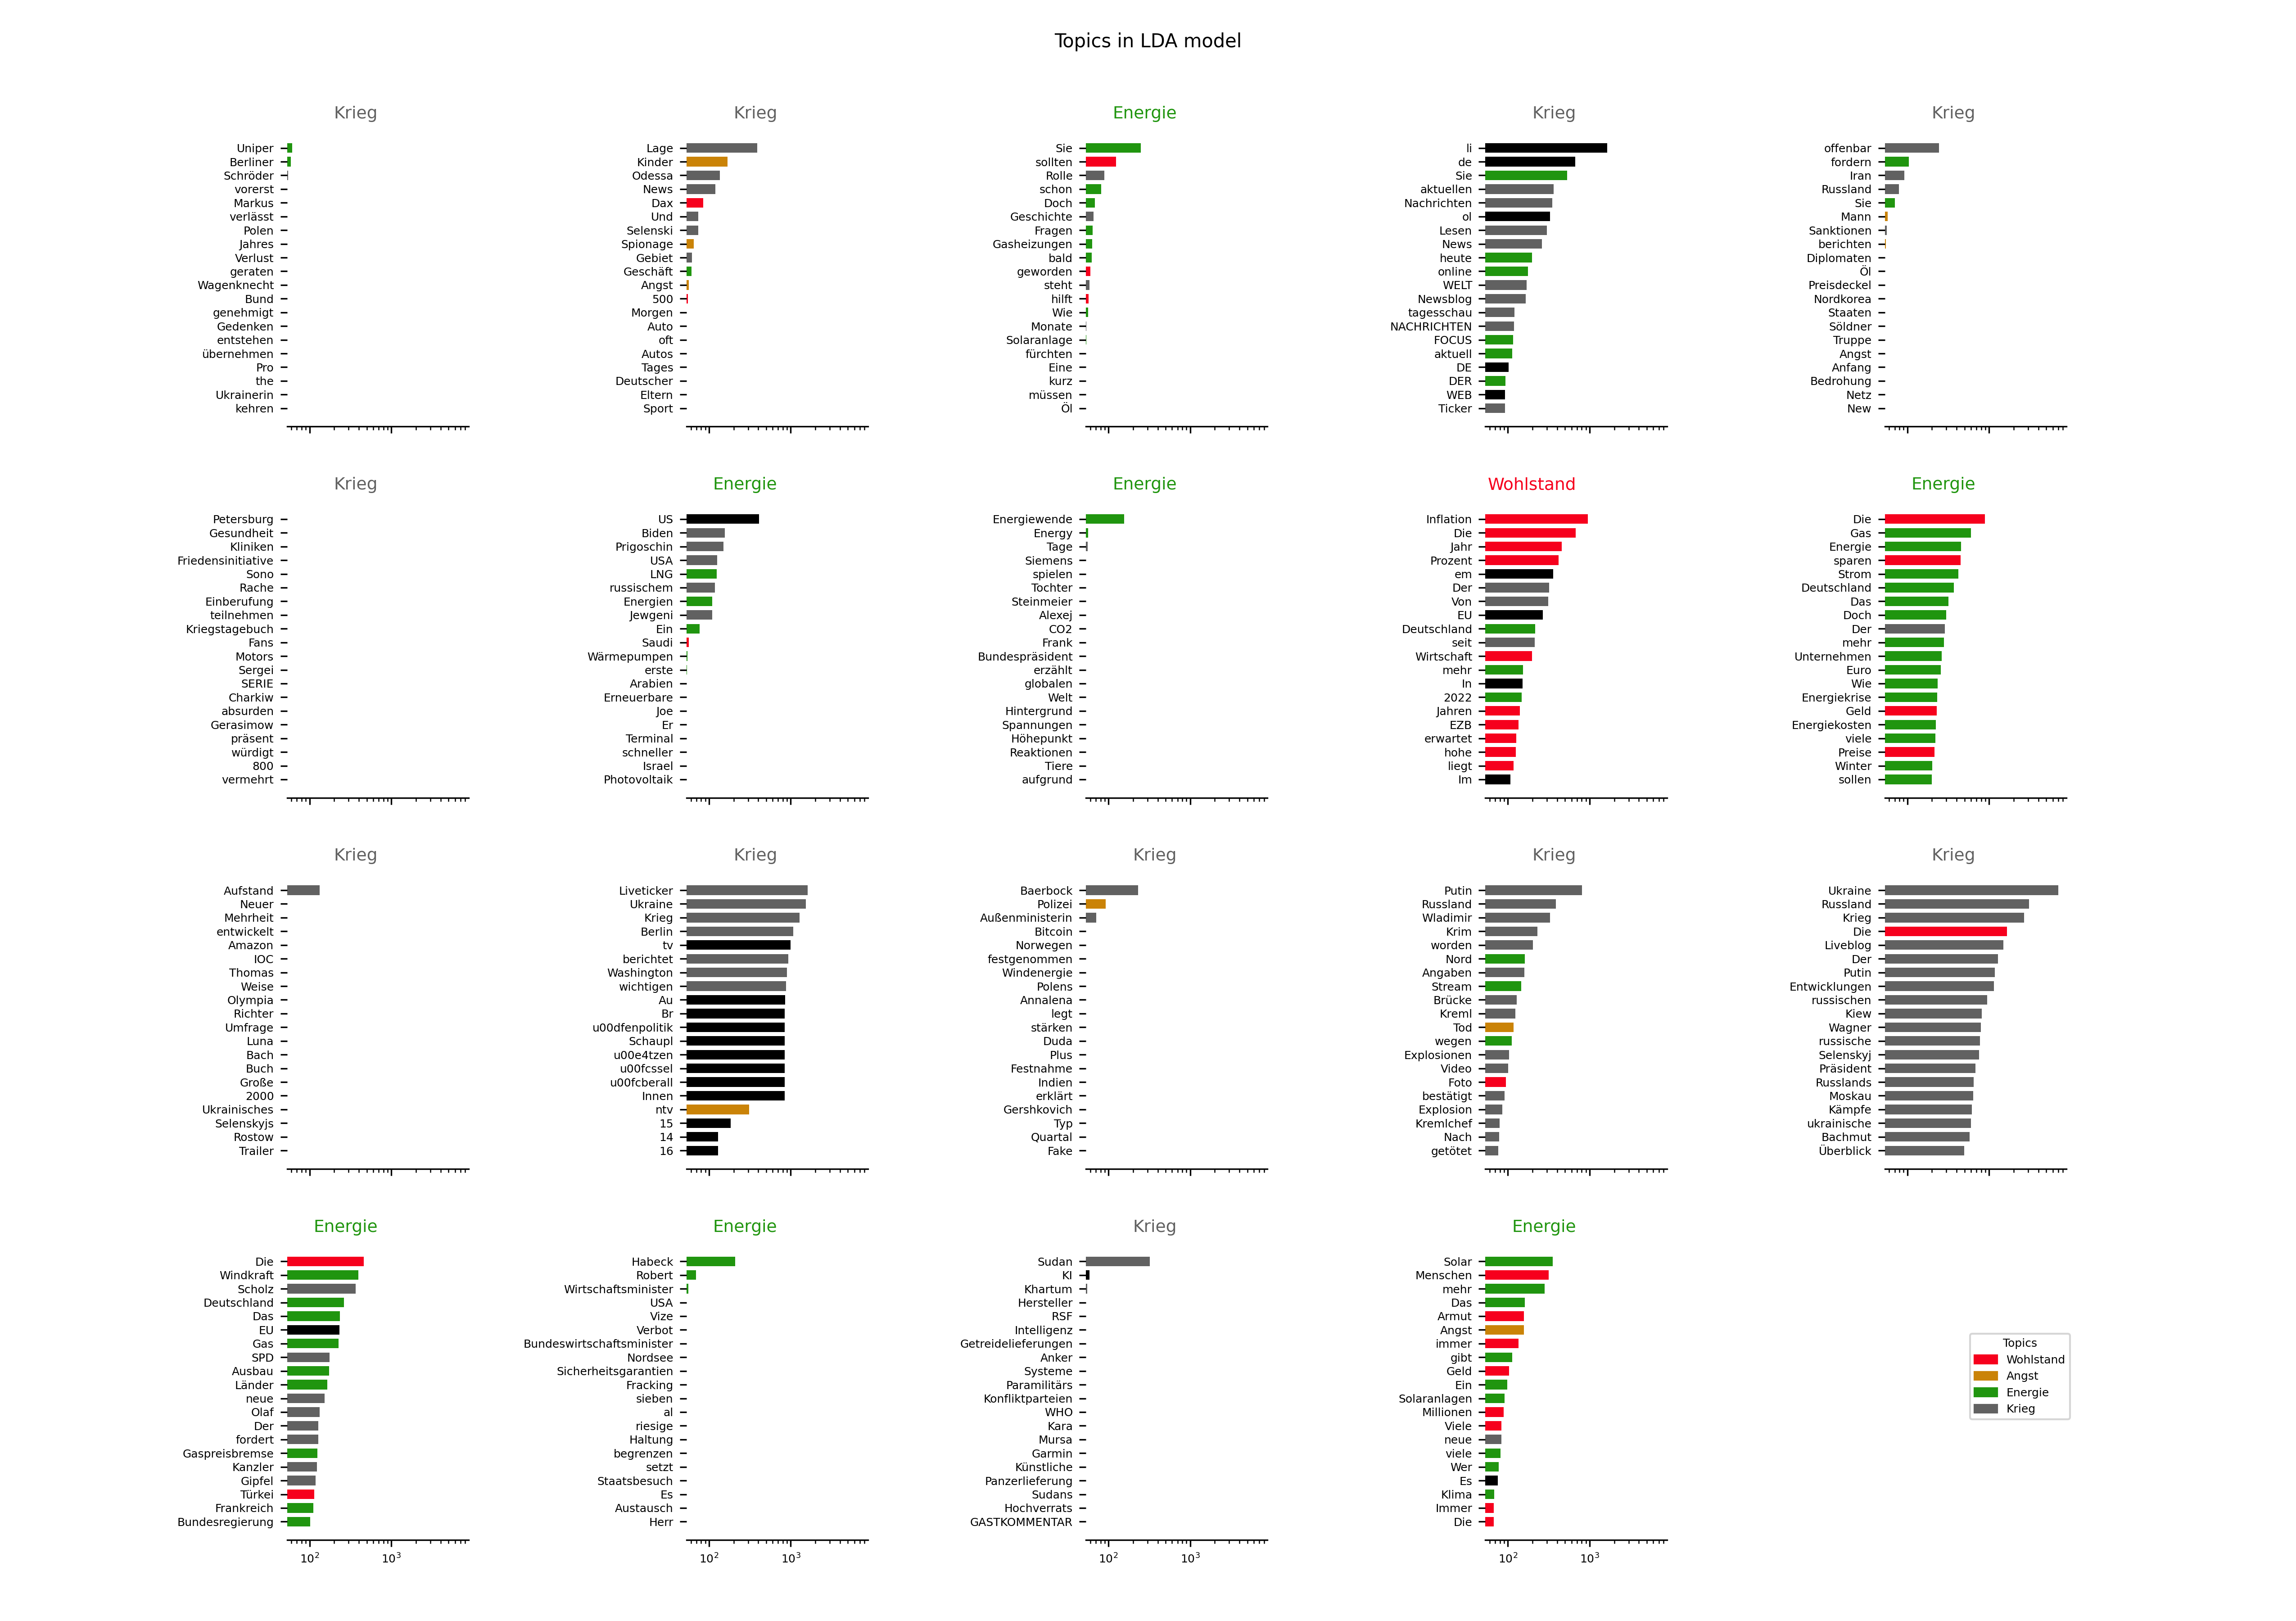 Topics in LDA model
Krieg
Uniper
Berliner
Schröder
vorerst
Markus
verlässt
Polen
Jahres
Verlust
geraten
Wagenknecht
Bund
genehmigt
Gedenken
entstehen
übernehmen
Pro
the
Ukrainerin
kehren
Krieg
Lage
Kinder
Odessa
News
Dax
Und
Selenski
Spionage
Gebiet
Geschäft
Angst
500
Morgen
Auto
oft
Autos
Tages
Deutscher
Eltern
Sport
Energie
Sie
sollten
Rolle
schon
Doch
Geschichte
Fragen
Gasheizungen
bald
geworden
steht
hilft
Wie
Monate
Solaranlage
fürchten
Eine
kurz
müssen
Öl
Krieg
li
de
Sie
aktuellen
Nachrichten
ol
Lesen
News
heute
online
WELT
Newsblog
tagesschau
NACHRICHTEN
FOCUS
aktuell
DE
DER
WEB
Ticker
Krieg
offenbar
fordern
Iran
Russland
Sie
Mann
Sanktionen
berichten
Diplomaten
Öl
Preisdeckel
Nordkorea
Staaten
Söldner
Truppe
Angst
Anfang
Bedrohung
Netz
New
Krieg
Petersburg
Gesundheit
Kliniken
Friedensinitiative
Sono
Rache
Einberufung
teilnehmen
Kriegstagebuch
Fans
Motors
Sergei
SERIE
Charkiw
absurden
Gerasimow
präsent
würdigt
800
vermehrt
Energie
US
Biden
Prigoschin
USA
LNG
russischem
Energien
Jewgeni
Ein
Saudi
Wärmepumpen
erste
Arabien
Erneuerbare
Joe
Er
Terminal
schneller
Israel
Photovoltaik
Energie
Energiewende
Energy
Tage
Siemens
spielen
Tochter
Steinmeier
Alexej
CO2
Frank
Bundespräsident
erzählt
globalen
Welt
Hintergrund
Spannungen
Höhepunkt
Reaktionen
Tiere
aufgrund
Wohlstand
Inflation
Die
Jahr
Prozent
em
Der
Von
EU
Deutschland
seit
Wirtschaft
mehr
In
2022
Jahren
EZB
erwartet
hohe
liegt
Im
Energie
Die
Gas
Energie
sparen
Strom
Deutschland
Das
Doch
Der
mehr
Unternehmen
Euro
Wie
Energiekrise
Geld
Energiekosten
viele
Preise
Winter
sollen
Krieg
Aufstand
Neuer
Mehrheit
entwickelt
Amazon
IOC
Thomas
Weise
Olympia
Richter
Umfrage
Luna
Bach
Buch
Große
2000
Ukrainisches
Selenskyjs
Rostow
Trailer
Krieg
Liveticker
Ukraine
Krieg
Berlin
tv
berichtet
Washington
wichtigen
Au
Br
u00dfenpolitik
Schaupl
u00e4tzen
u00fcssel
u00fcberall
Innen
ntv
15
14
16
Krieg
Baerbock
Polizei
Außenministerin
Bitcoin
Norwegen
festgenommen
Windenergie
Polens
Annalena
legt
stärken
Duda
Plus
Festnahme
Indien
erklärt
Gershkovich
Typ
Quartal
Fake
Krieg
Putin
Russland
Wladimir
Krim
worden
Nord
Angaben
Stream
Brücke
Kreml
Tod
wegen
Explosionen
Video
Foto
bestätigt
Explosion
Kremlchef
Nach
getötet
Krieg
Ukraine
Russland
Krieg
Die
Liveblog
Der
Putin
Entwicklungen
russischen
Kiew
Wagner
russische
Selenskyj
Präsident
Russlands
Moskau
Kämpfe
ukrainische
Bachmut
Überblick
Energie
Die
Windkraft
Scholz
Deutschland
Das
EU
Gas
SPD
Ausbau
Länder
neue
Olaf
Der
fordert
Gaspreisbremse
Kanzler
Gipfel
Türkei
Frankreich
Bundesregierung
10² 10³
Energie
Habeck
Robert
Wirtschaftsminister
USA
Vize
Verbot
Bundeswirtschaftsminister
Nordsee
Sicherheitsgarantien
Fracking
sieben
al
riesige
Haltung
begrenzen
setzt
Staatsbesuch
Es
Austausch
Herr
10² 10³
Krieg
Sudan
KI
Khartum
Hersteller
RSF
Intelligenz
Getreidelieferungen
Anker
Systeme
Paramilitärs
Konfliktparteien
WHO
Kara
Mursa
Garmin
Künstliche
Panzerlieferung
Sudans
Hochverrats
GASTKOMMENTAR
10² 10³
Energie
Solar
Menschen
mehr
Das
Armut
Angst
immer
gibt
Geld
Ein
Solaranlagen
Millionen
Viele
neue
viele
Wer
Es
Klima
Immer
Die
10² 10³
Topics
Wohlstand
Angst
Energie
Krieg